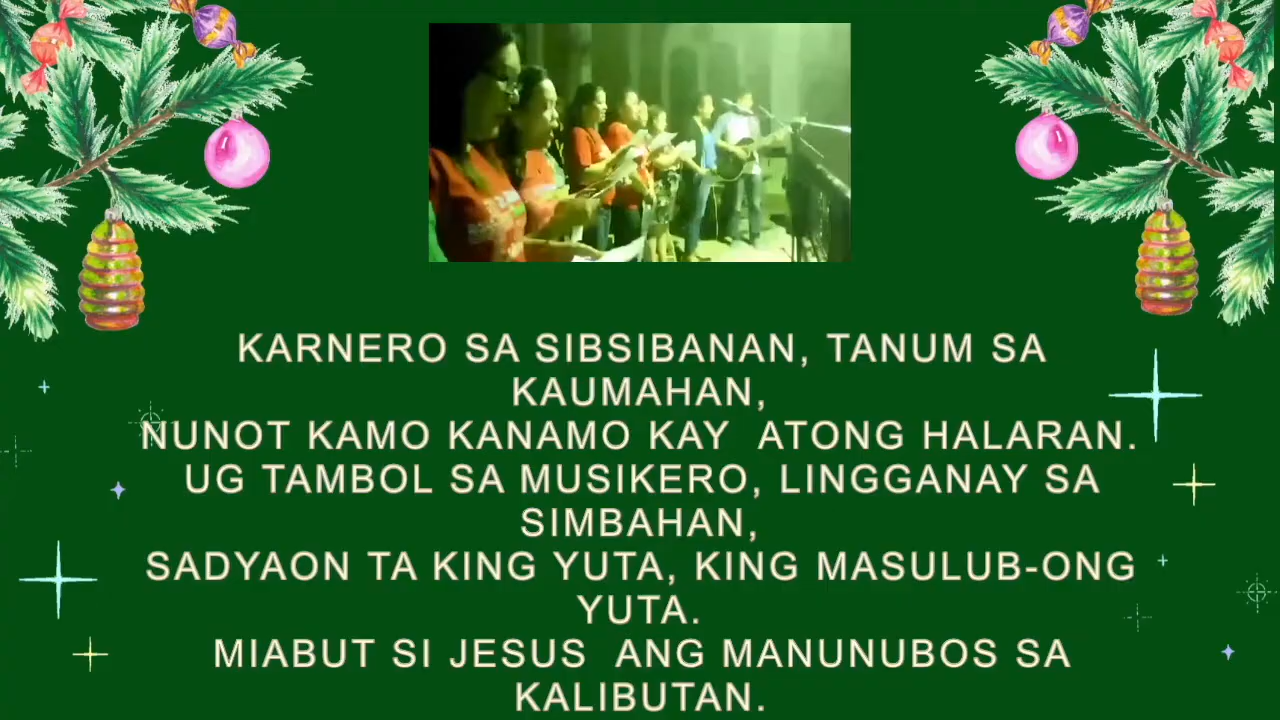 KARNERO SA SIBSIBANAN, TANUM SA
KAUMAHAN,
NUNOT KAMO KANAMO KAY  ATONG HALARAN.
UG TAMBOL SA MUSIKERO, LINGGANAY SA
SIMBAHAN,
SADYAON TA KING YUTA, KING MASULUB-ONG
YUTA.
MIABUT SI JESUS  ANG MANUNUBOS SA
KALIBUTAN.